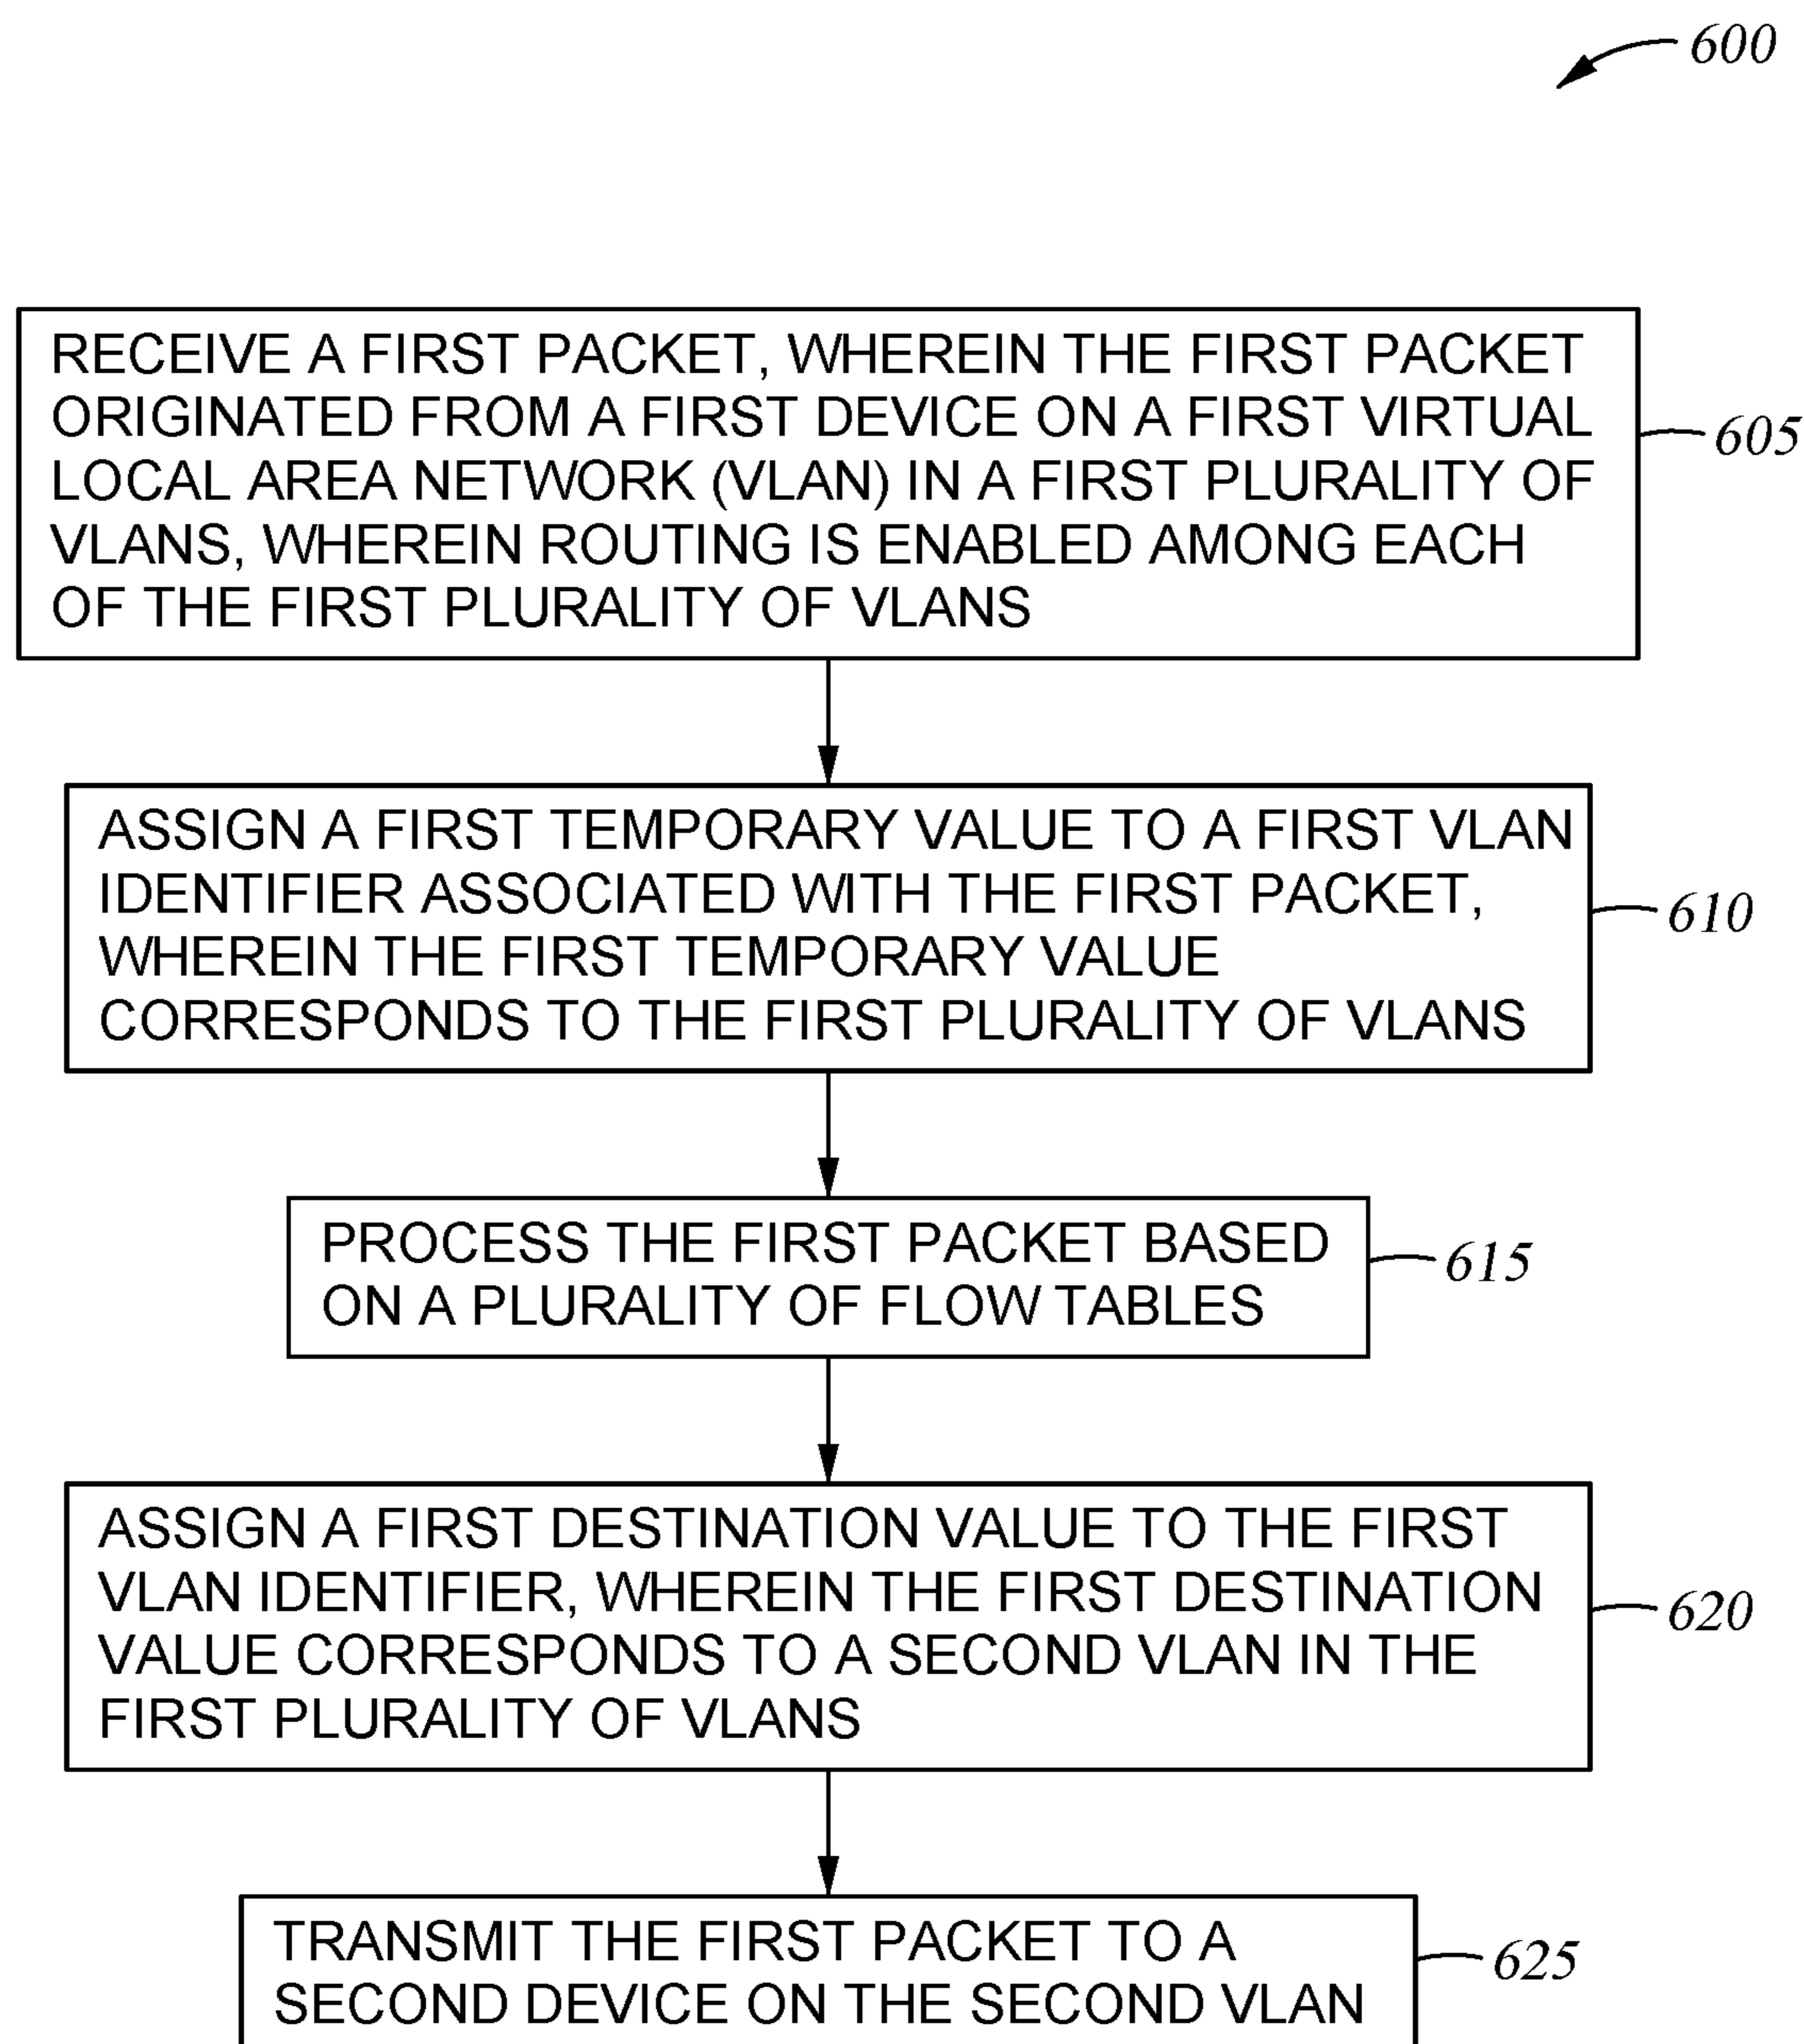 600
RECEIVE A FIRST PACKET, WHEREIN THE FIRST PACKET
ORIGINATED FROM A FIRST DEVICE ON A FIRST VIRTUAL
LOCAL AREA NETWORK (VLAN) IN A FIRST PLURALITY OF
VLANS, WHEREIN ROUTING IS ENABLED AMONG EACH
OF THE FIRST PLURALITY OF VLANS
605
ASSIGN A FIRST TEMPORARY VALUE TO A FIRST VLAN
IDENTIFIER ASSOCIATED WITH THE FIRST PACKET,
WHEREIN THE FIRST TEMPORARY VALUE
CORRESPONDS TO THE FIRST PLURALITY OF VLANS
610
PROCESS THE FIRST PACKET BASED
ON A PLURALITY OF FLOW TABLES
615
ASSIGN A FIRST DESTINATION VALUE TO THE FIRST
VLAN IDENTIFIER, WHEREIN THE FIRST DESTINATION
VALUE CORRESPONDS TO A SECOND VLAN IN THE
FIRST PLURALITY OF VLANS
620
TRANSMIT THE FIRST PACKET TO A
SECOND DEVICE ON THE SECOND VLAN
625